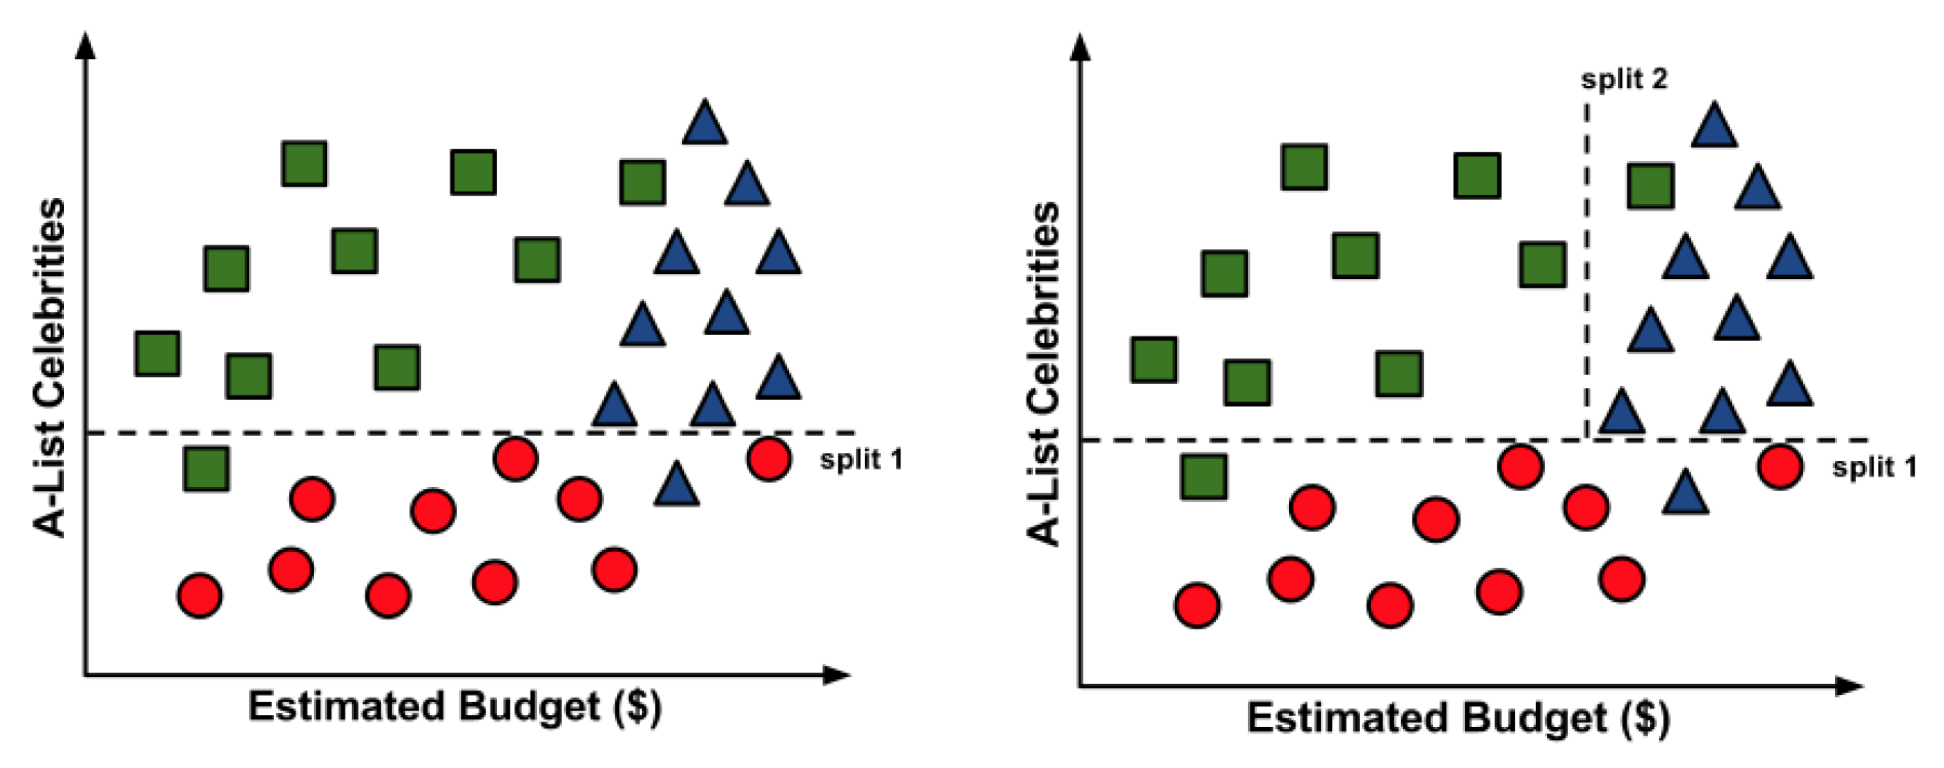 A-List Celebrities
split 1
Estimated Budget ($)
split 2
A-List Celebrities
split 1
Estimated Budget ($)